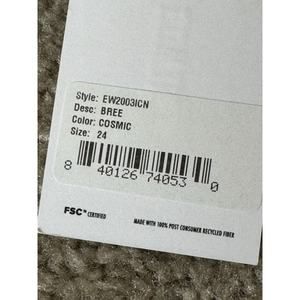 Style: EW2003ICN
Desc: BREE
Color: COSMIC
Size: 24
8 40126 74053 0
FSC® CERTIFIED
MADE WITH 100% POST CONSUMER RECYCLED FIBER